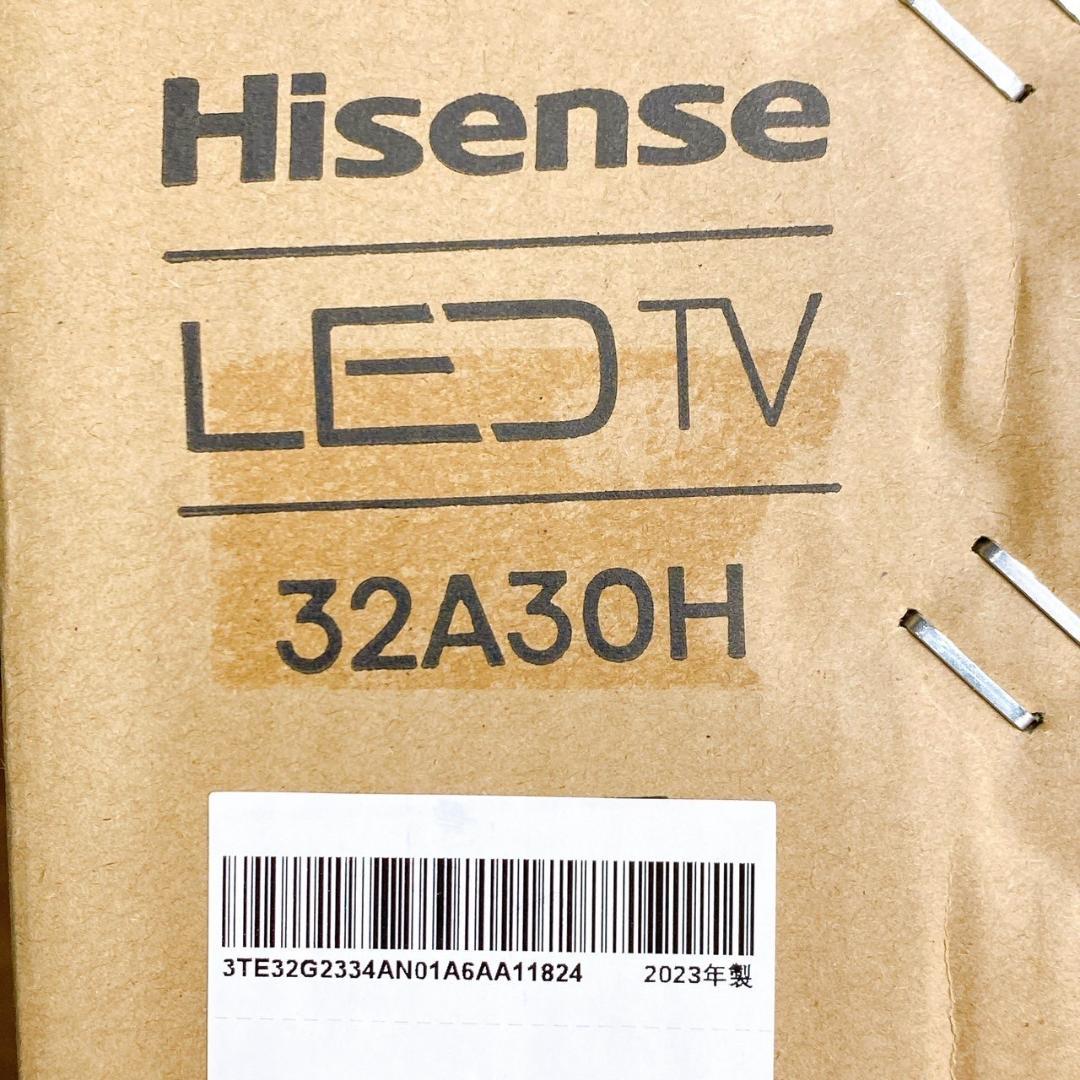 Hisense
LED TV
32A30H
3TE32G2334AN01A6AA11824 2023年製